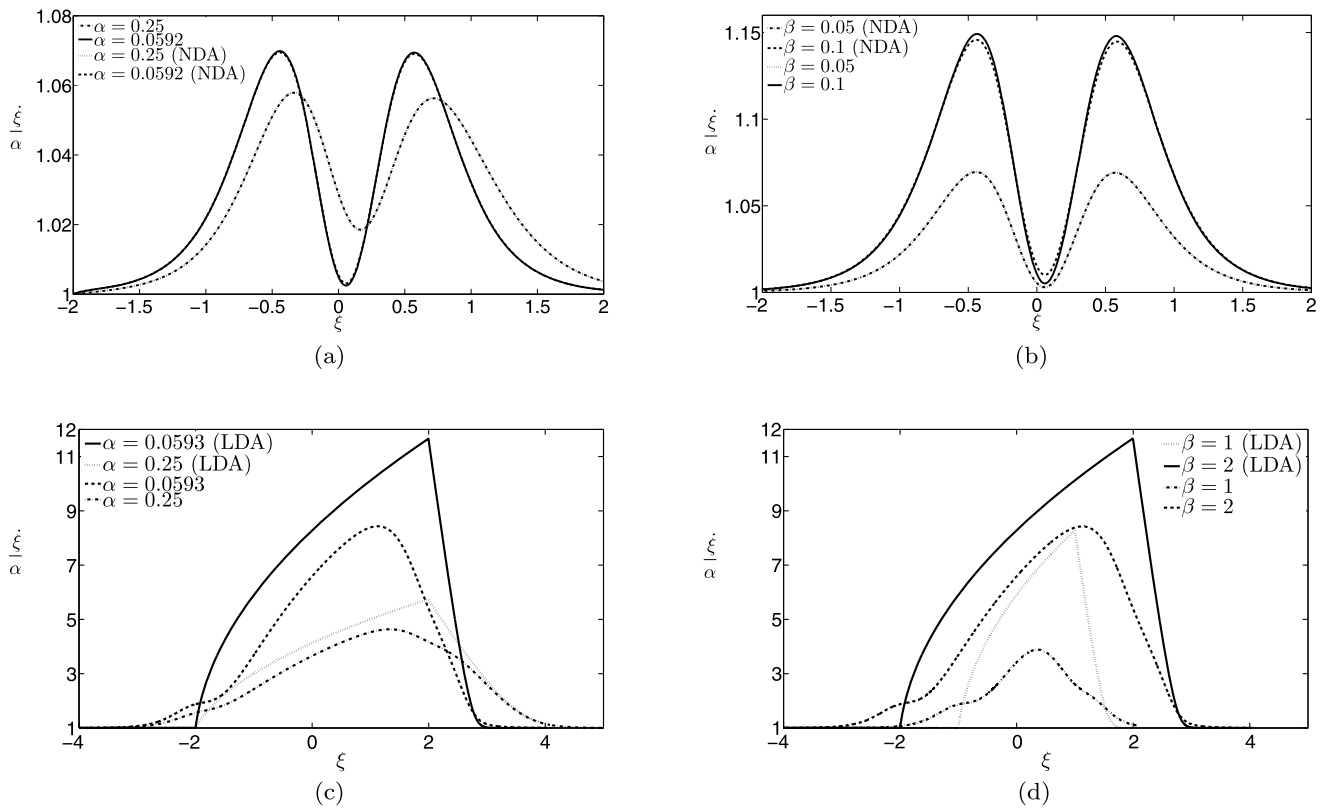 1.08
1.06
1.04
1.02
1
α = 0.25
α = 0.0592
α = 0.25 (NDA)
α = 0.0592 (NDA)
ξ̇/α
−2 −1.5 −1 −0.5 0 0.5 1 1.5 2
ξ
(a)
1.15
1.1
1.05
1
β = 0.05 (NDA)
β = 0.1 (NDA)
β = 0.05
β = 0.1
ξ̇/α
−2 −1.5 −1 −0.5 0 0.5 1 1.5 2
ξ
(b)
12
11
9
7
5
3
1
α = 0.0593 (LDA)
α = 0.25 (LDA)
α = 0.0593
α = 0.25
ξ̇/α
−4 −2 0 2 4
ξ
(c)
12
11
9
7
5
3
1
β = 1 (LDA)
β = 2 (LDA)
β = 1
β = 2
ξ̇/α
−4 −2 0 2 4
ξ
(d)